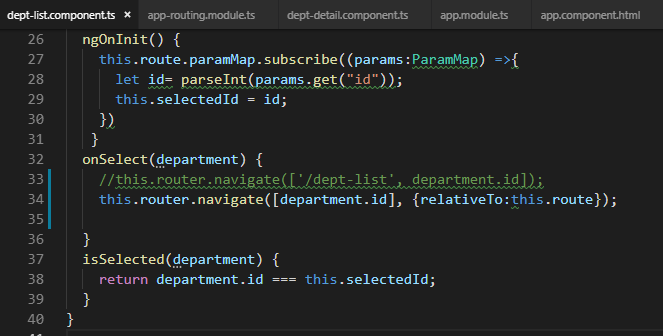 dept-list.component.ts × app-routing.module.ts dept-detail.component.ts app.module.ts app.component.html
26 ngOnInit() {
27 this.route.paramMap.subscribe((params:ParamMap) =>{
28 let id= parseInt(params.get("id"));
29 this.selectedId = id;
30 })
31 }
32 onSelect(department) {
33 //this.router.navigate(['/dept-list', department.id]);
34 this.router.navigate([department.id], {relativeTo:this.route});
35
36 }
37 isSelected(department) {
38 return department.id === this.selectedId;
39 }
40 }